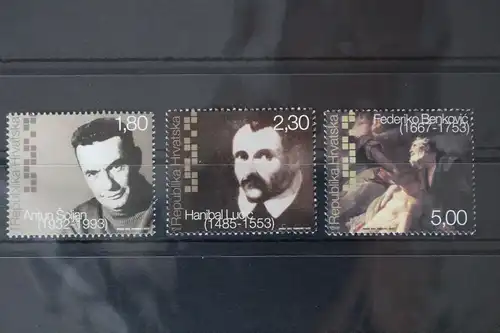 1,80
Republika Hrvatska
Antun Šoljan
(1932-1993)
2,30
Republika Hrvatska
Hanibal Lucić
(1485-1553)
Federiko Benković
(1667-1753)
Republika Hrvatska
5,00